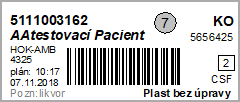 5111003162 7 KO
AAtestovací Pacient 5656425
HOK-AMB
4325 2
plán: 10:17
07.11.2018 CSF
Pozn:likvor Plast bez úpravy